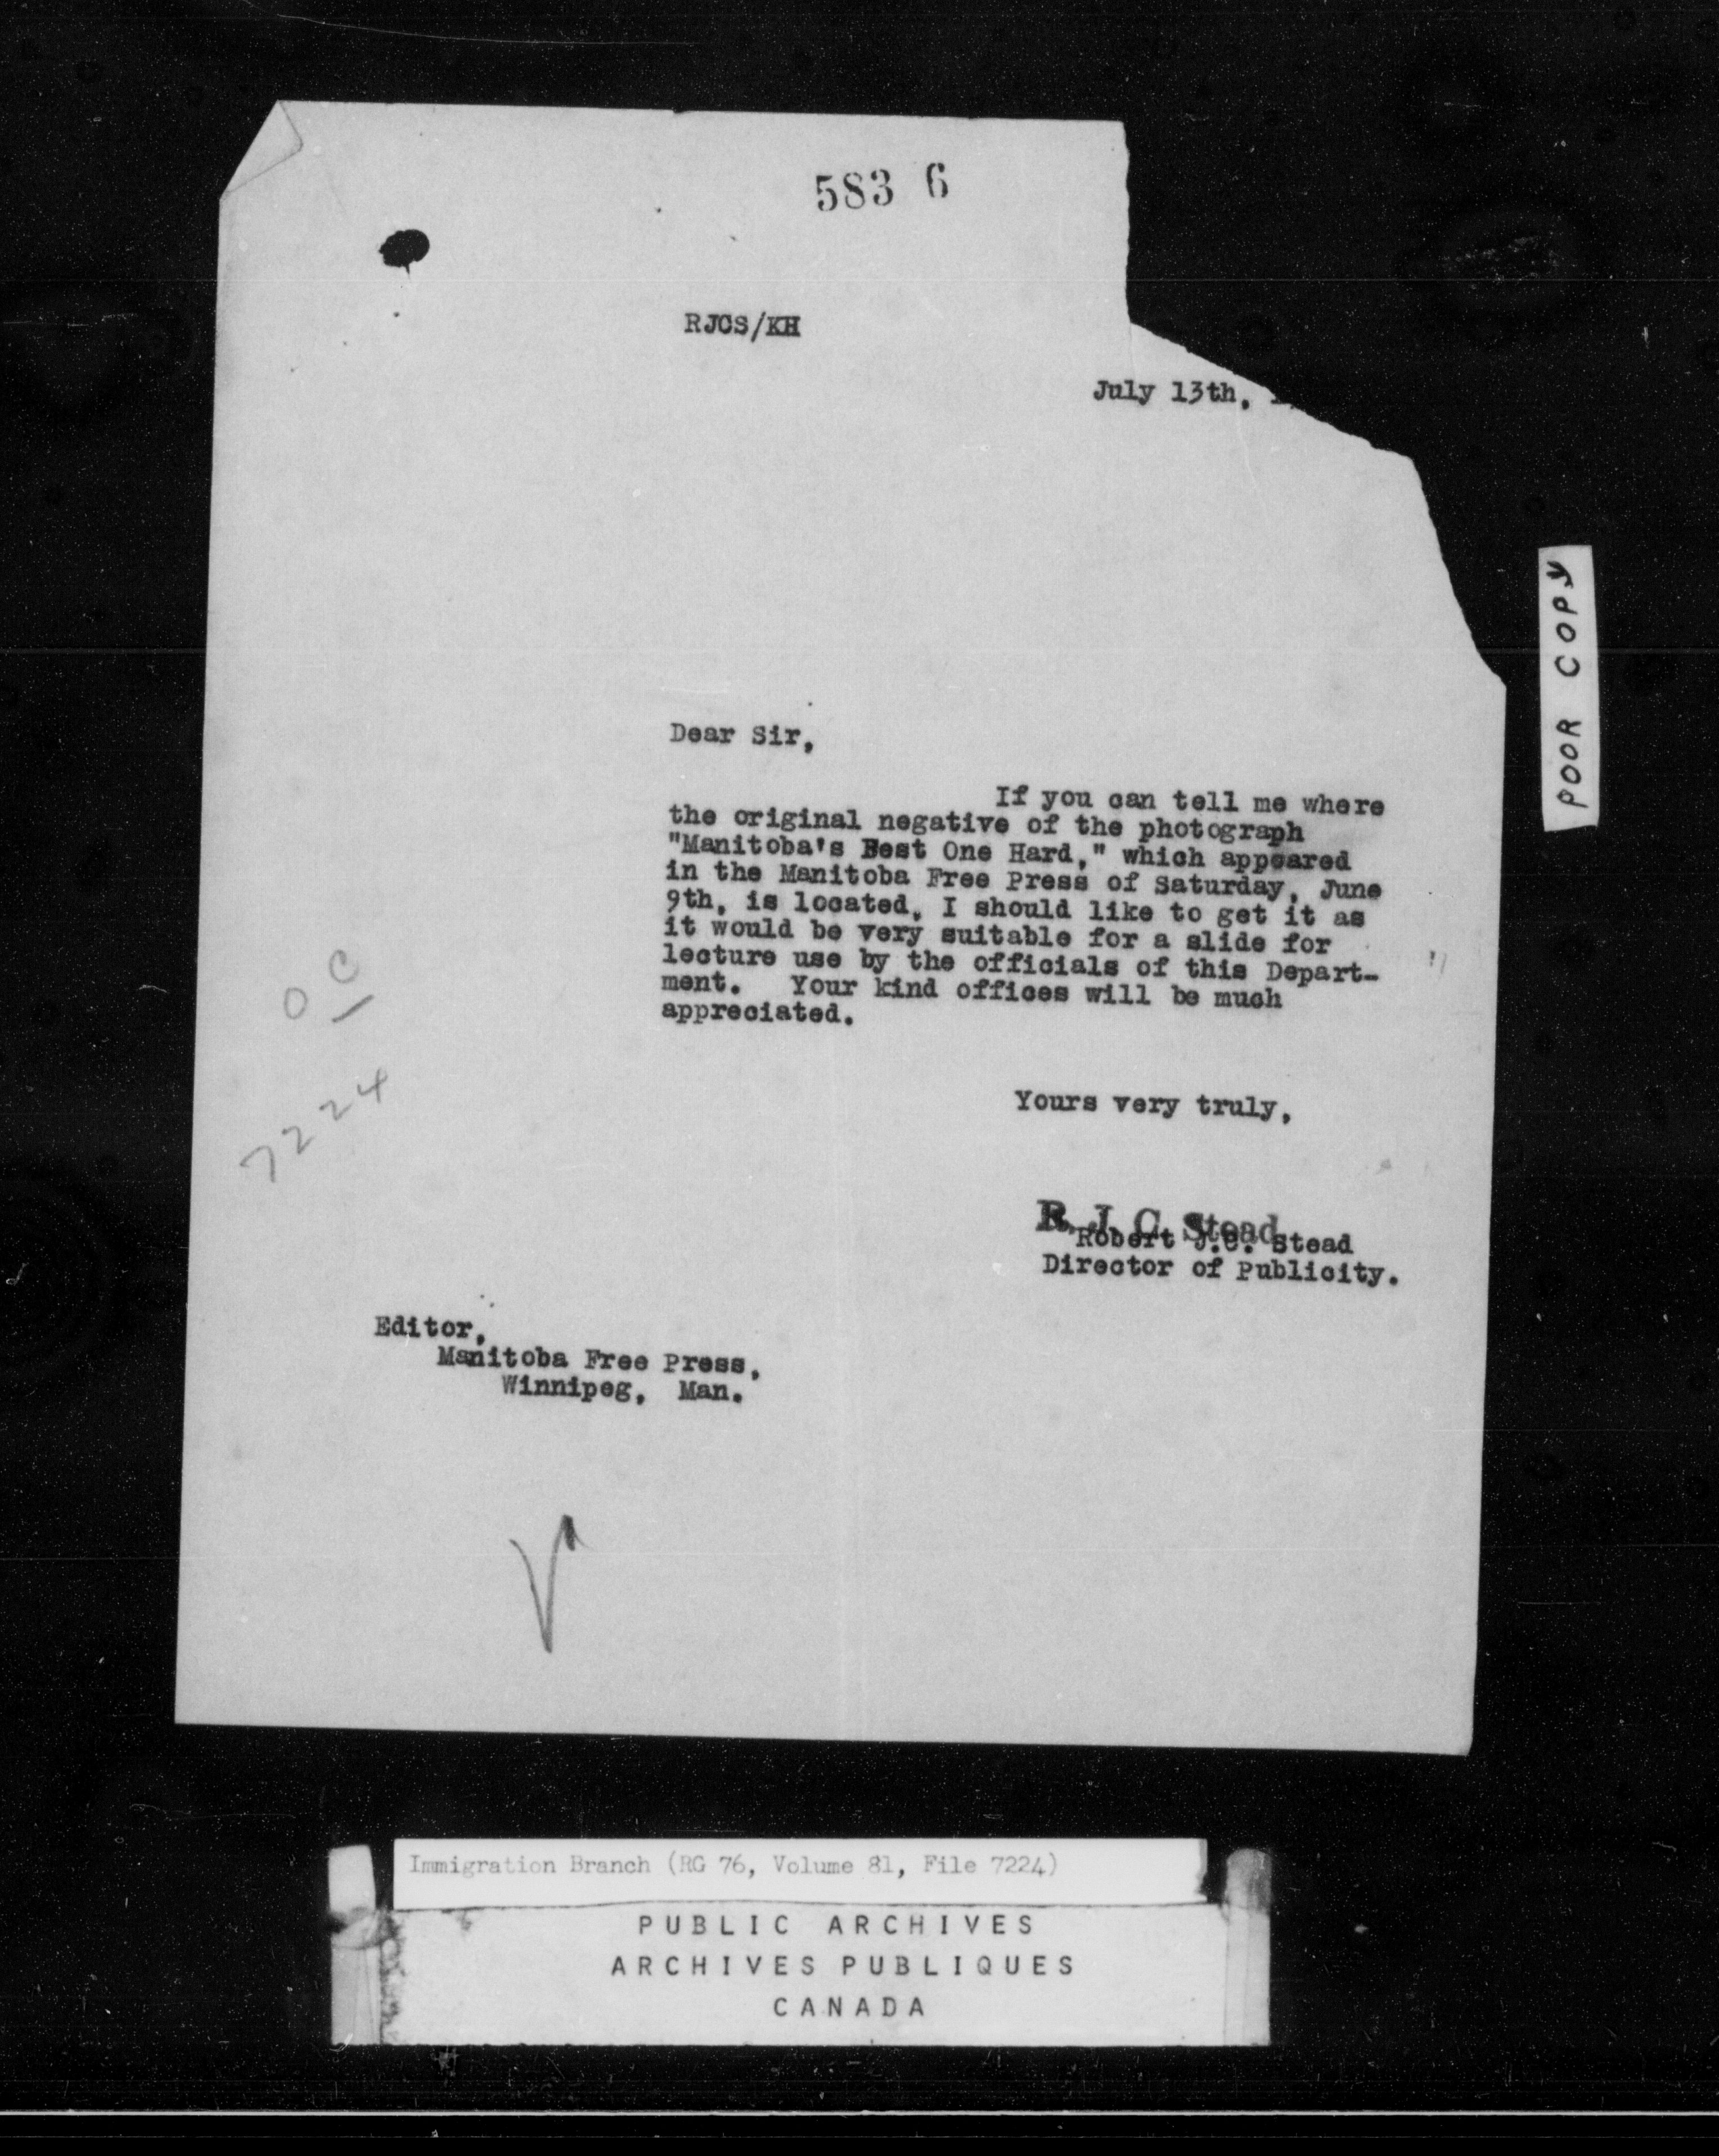 583 6
RJCS/KH
July 13th,
Dear Sir,
If you can tell me where
the original negative of the photograph
"Manitoba's Best One Hard," which appeared
in the Manitoba Free Press of Saturday, June
9th, is located, I should like to get it as
it would be very suitable for a slide for
lecture use by the officials of this Depart-
ment. Your kind offices will be much
appreciated.
O C
7224
Yours very truly,
R. J. C. Stead
Robert J.C. Stead
Director of Publicity.
Editor,
Manitoba Free Press,
Winnipeg, Man.
POOR COPY
Immigration Branch (RG 76, Volume 81, File 7224)
PUBLIC ARCHIVES
ARCHIVES PUBLIQUES
CANADA